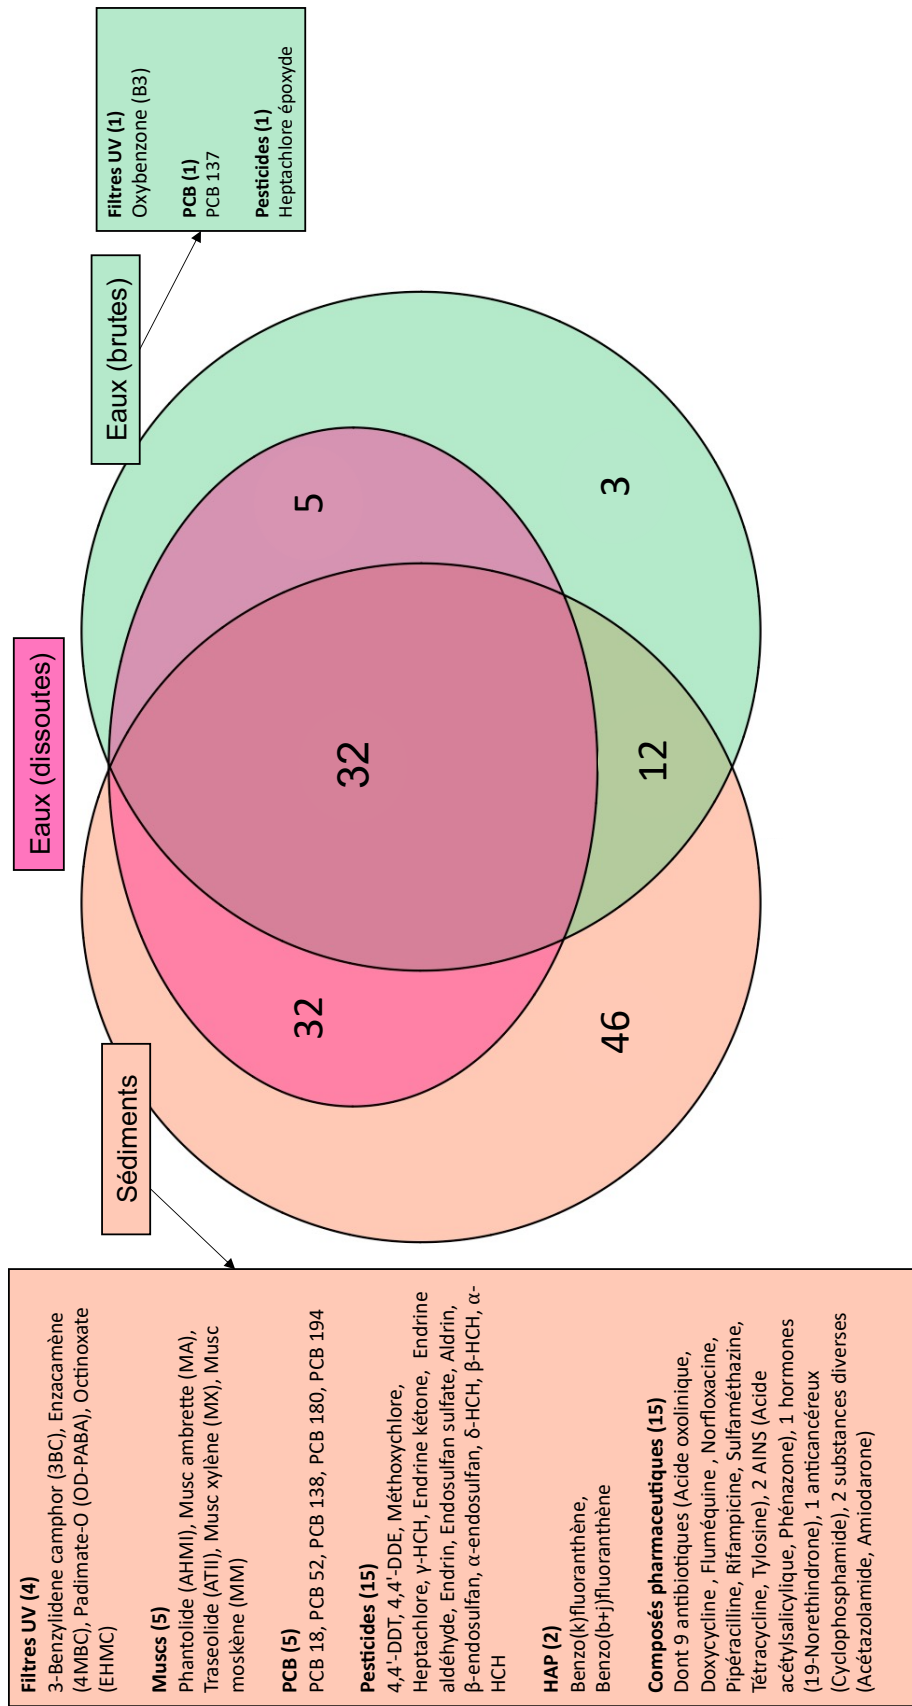 Filtres UV (4)
3-Benzylidene camphor (3BC), Enzacamène
(4MBC), Padimate-O (OD-PABA), Octinoxate
(EHMC)
Muscs (5)
Phantolide (AHMI), Musc ambrette (MA),
Traseolide (ATII), Musc xylène (MX), Musc
moskène (MM)
PCB (5)
PCB 18, PCB 52, PCB 138, PCB 180, PCB 194
Pesticides (15)
4,4'-DDT, 4,4'-DDE, Méthoxychlore,
Heptachlore, γ-HCH, Endrine kétone, Endrine
aldéhyde, Endrin, Endosulfan sulfate, Aldrin,
β-endosulfan, α-endosulfan, δ-HCH, β-HCH, α-
HCH
HAP (2)
Benzo(k)fluoranthène,
Benzo(b+j)fluoranthène
Composés pharmaceutiques (15)
Dont 9 antibiotiques (Acide oxolinique,
Doxycycline , Fluméquine , Norfloxacine,
Pipéracilline, Rifampicine, Sulfaméthazine,
Tétracycline, Tylosine), 2 AINS (Acide
acétylsalicylique, Phénazone), 1 hormones
(19-Norethindrone), 1 anticancéreux
(Cyclophosphamide), 2 substances diverses
(Acétazolamide, Amiodarone)
Sédiments
Eaux (dissoutes)
Eaux (brutes)
32
32
5
46
12
3
Filtres UV (1)
Oxybenzone (B3)
PCB (1)
PCB 137
Pesticides (1)
Heptachlore époxyde